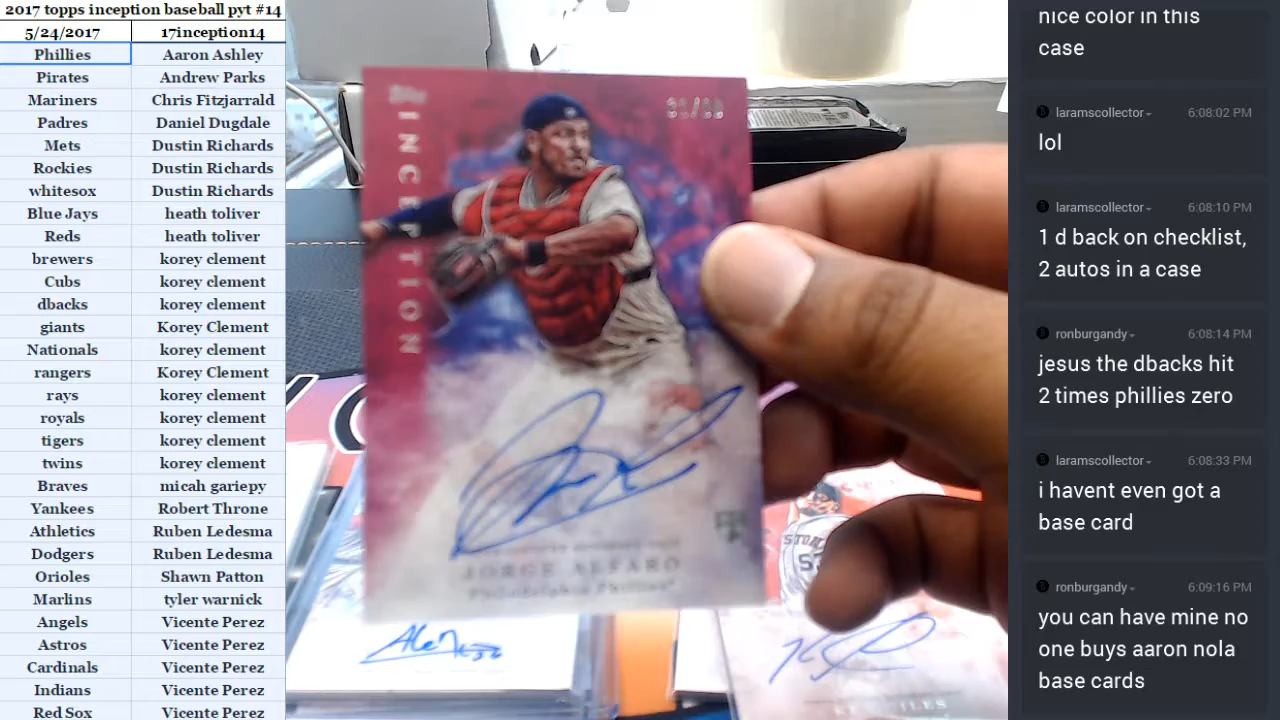 2017 topps inception baseball pyt #14
5/24/2017 17inception14
Phillies Aaron Ashley
Pirates Andrew Parks
Mariners Chris Fitzjarrald
Padres Daniel Dugdale
Mets Dustin Richards
Rockies Dustin Richards
whitesox Dustin Richards
Blue Jays heath toliver
Reds heath toliver
brewers korey clement
Cubs korey clement
dbacks korey clement
giants Korey Clement
Nationals korey clement
rangers Korey Clement
rays korey clement
royals korey clement
tigers korey clement
twins korey clement
Braves micah gariepy
Yankees Robert Throne
Athletics Ruben Ledesma
Dodgers Ruben Ledesma
Orioles Shawn Patton
Marlins tyler warnick
Angels Vicente Perez
Astros Vicente Perez
Cardinals Vicente Perez
Indians Vicente Perez
Red Sox Vicente Perez
INCEPTION
JORGE ALFARO
Philadelphia Phillies
nice color in this
case
laramscollector 6:08:02 PM
lol
laramscollector 6:08:10 PM
1 d back on checklist,
2 autos in a case
ronburgandy 6:08:14 PM
jesus the dbacks hit
2 times phillies zero
laramscollector 6:08:33 PM
i havent even got a
base card
ronburgandy 6:09:16 PM
you can have mine no
one buys aaron nola
base cards